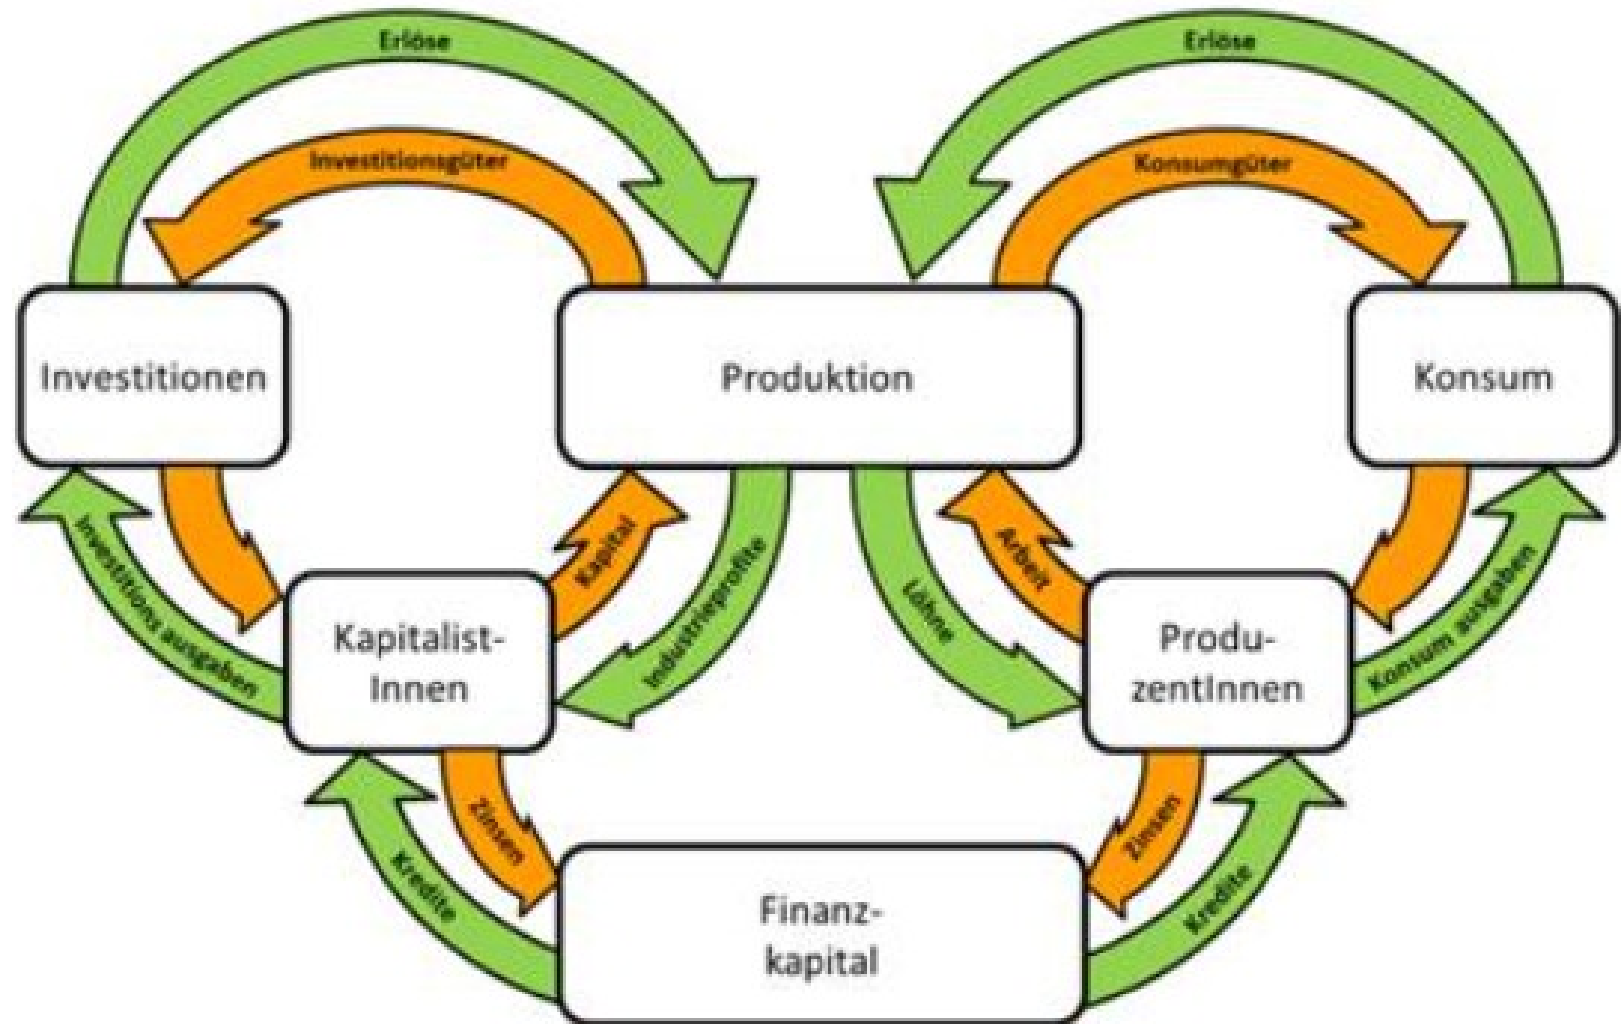 Erlöse
Erlöse
Investitionsgüter
Konsumgüter
Investitionen
Produktion
Konsum
Investitions ausgaben
Kapital
Industrieprofite
Löhne
Arbeit
Konsum ausgaben
Kapitalist-
Innen
Produ-
zentInnen
Zinsen
Zinsen
Kredite
Kredite
Finanz-
kapital